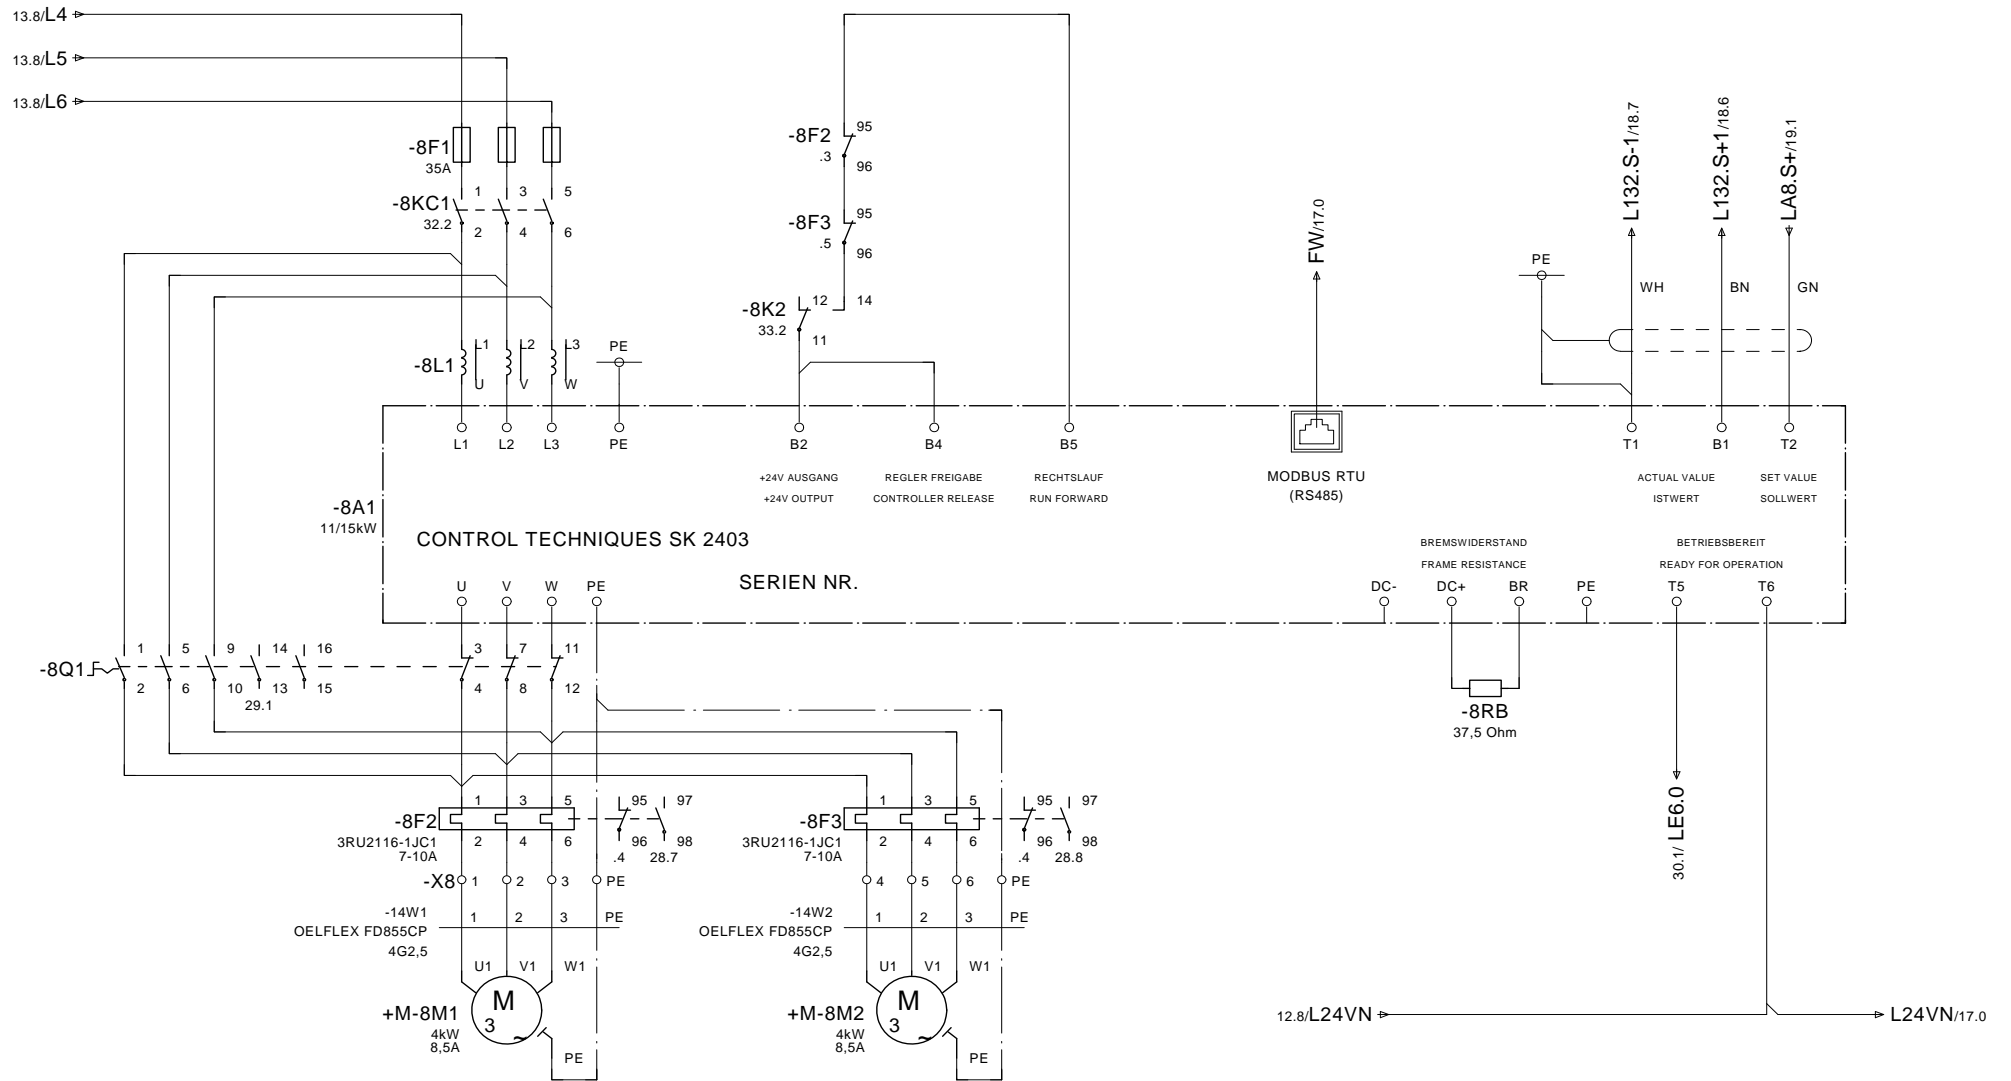 13.8/L4
13.8/L5
13.8/L6
-8F1
35A
-8KC1
32.2
1 3 5
2 4 6
-8L1
L1 L2 L3
U V W
PE
-8F2
.3
95
96
-8F3
.5
95
96
-8K2
33.2
12 14
11
FW/17.0
L132.S-1/18.7
L132.S+1/18.6
LA8.S+/19.1
PE
WH BN GN
L1 L2 L3 PE B2 B4 B5 T1 B1 T2
+24V AUSGANG
+24V OUTPUT
REGLER FREIGABE
CONTROLLER RELEASE
RECHTSLAUF
RUN FORWARD
MODBUS RTU
(RS485)
ACTUAL VALUE
ISTWERT
SET VALUE
SOLLWERT
-8A1
11/15kW
CONTROL TECHNIQUES SK 2403
SERIEN NR.
BREMSWIDERSTAND
FRAME RESISTANCE
BETRIEBSBEREIT
READY FOR OPERATION
U V W PE DC- DC+ BR PE T5 T6
-8Q1
1 5 9 14 16 3 7 11
2 6 10 13 15 4 8 12
29.1
-8RB
37,5 Ohm
30.1/ LE6.0
-8F2
3RU2116-1JC1
7-10A
1 3 5 95 97
2 4 6 96 98
.4 28.7
-8F3
3RU2116-1JC1
7-10A
1 3 5 95 97
2 4 6 96 98
.4 28.8
-X8 1 2 3 PE 4 5 6 PE
-14W1
OELFLEX FD855CP
4G2,5
1 2 3 PE
-14W2
OELFLEX FD855CP
4G2,5
1 2 3 PE
U1 V1 W1
+M-8M1
4kW
8,5A
M
3
~
PE
U1 V1 W1
+M-8M2
4kW
8,5A
M
3
~
PE
12.8/L24VN
L24VN/17.0